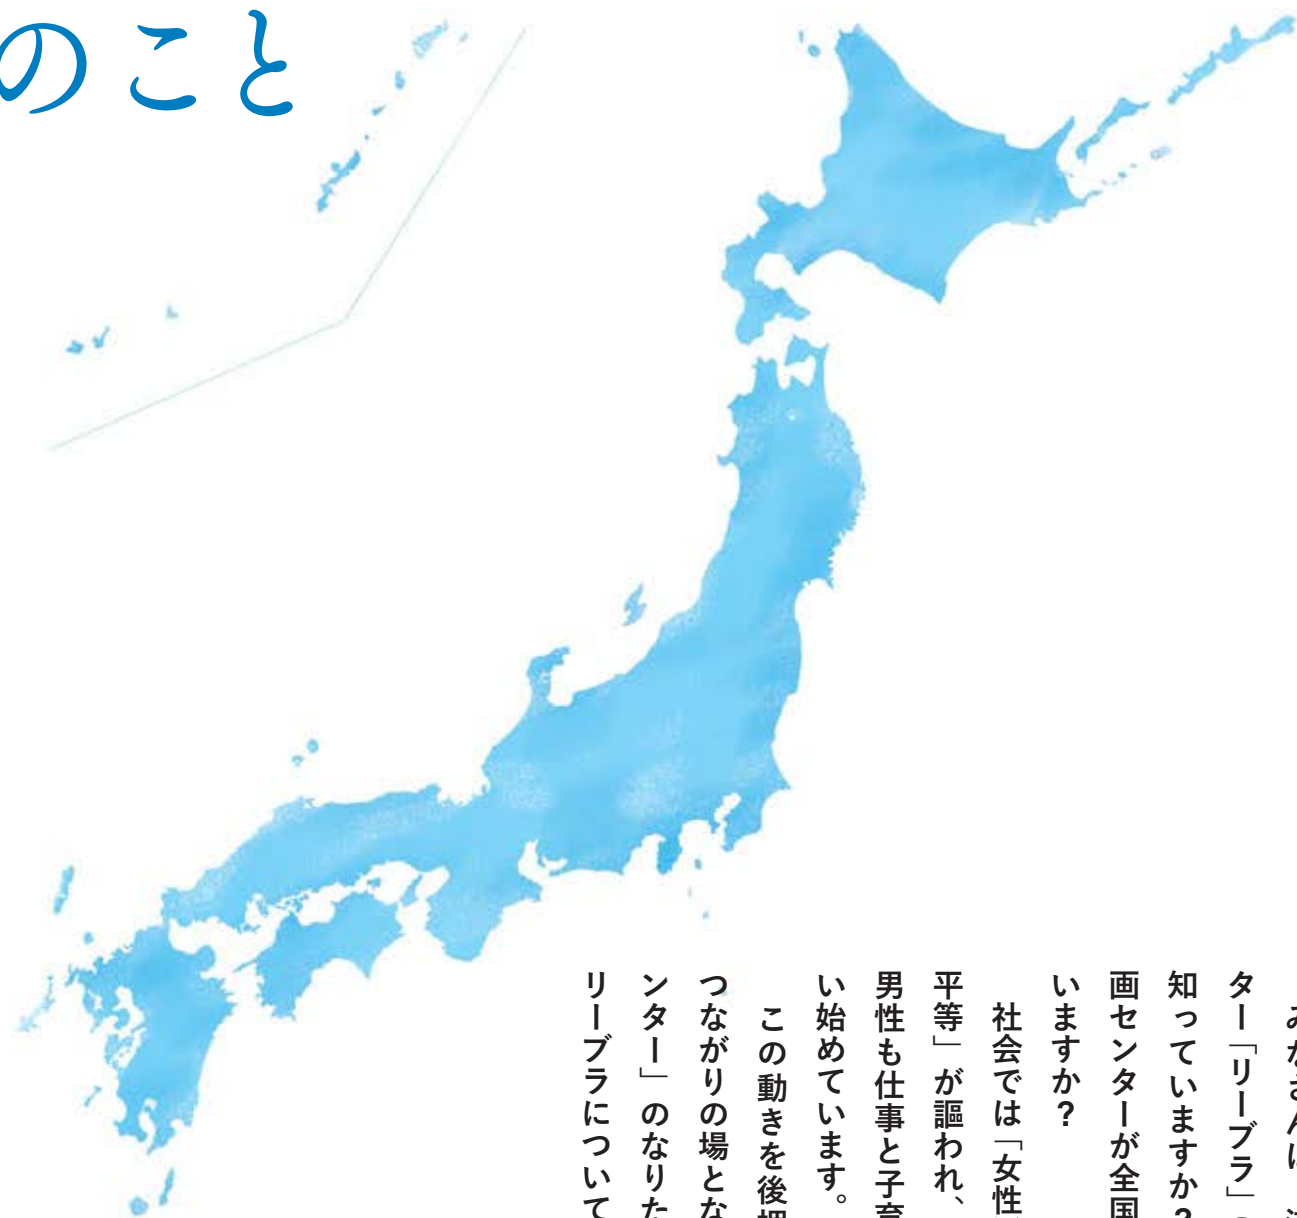 のこと
みなさんは、港
ター「リーブラ」の
知っていますか?
画センターが全国
いますか?
社会では「女性
平等」が謳われ、
男性も仕事と子育
い始めています。
この動きを後押
つながりの場とな
ンター」のなりた
リーブラについて